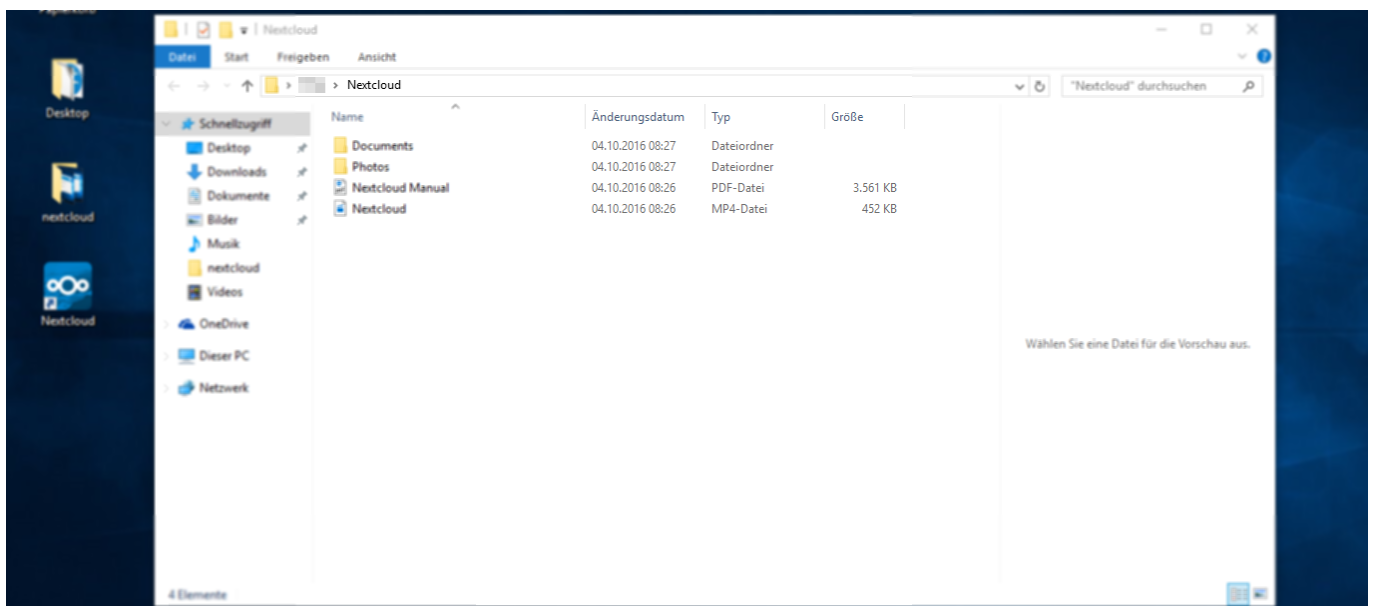 Nextcloud
Datei Start Freigeben Ansicht
Nextcloud
"Nextcloud" durchsuchen
Desktop
nextcloud
Nextcloud
Schnellzugriff
Desktop
Downloads
Dokumente
Bilder
Musik
nextcloud
Videos
OneDrive
Dieser PC
Netzwerk
Name Änderungsdatum Typ Größe
Documents 04.10.2016 08:27 Dateiordner
Photos 04.10.2016 08:27 Dateiordner
Nextcloud Manual 04.10.2016 08:26 PDF-Datei 3.561 KB
Nextcloud 04.10.2016 08:26 MP4-Datei 452 KB
Wählen Sie eine Datei für die Vorschau aus.
4 Elemente